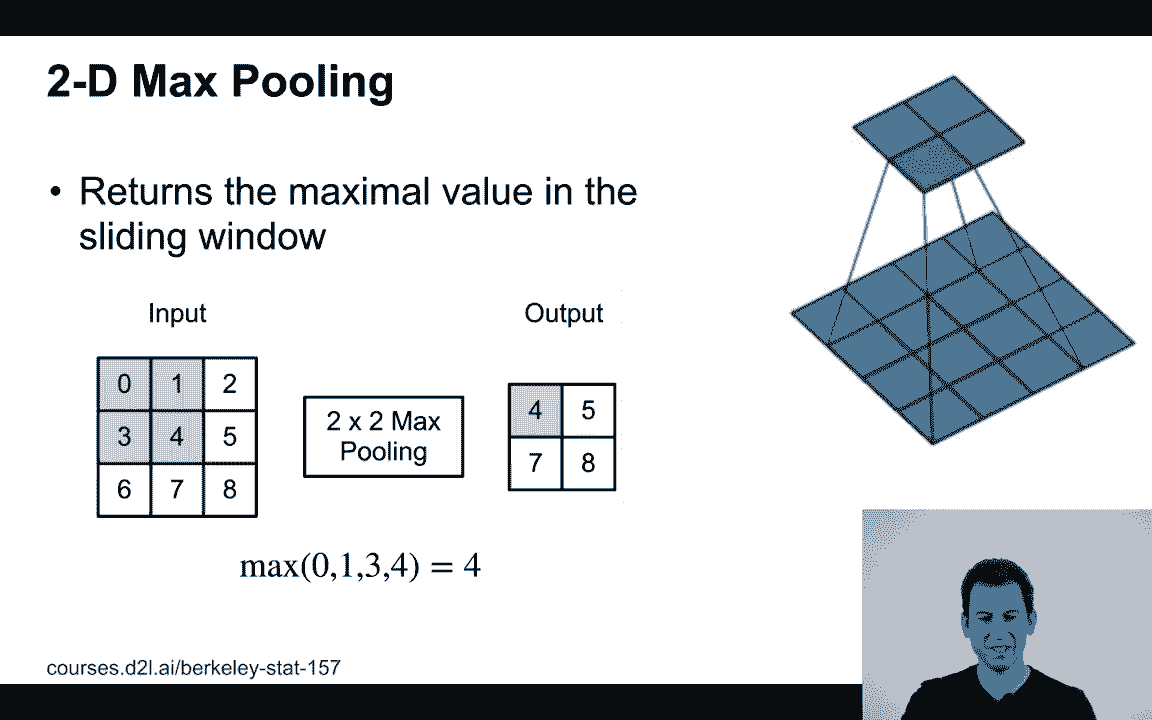 2-D Max Pooling
• Returns the maximal value in the
sliding window
Input
Output
0 1 2
3 4 5
6 7 8
2 x 2 Max
Pooling
4 5
7 8
max(0,1,3,4) = 4
courses.d2l.ai/berkeley-stat-157